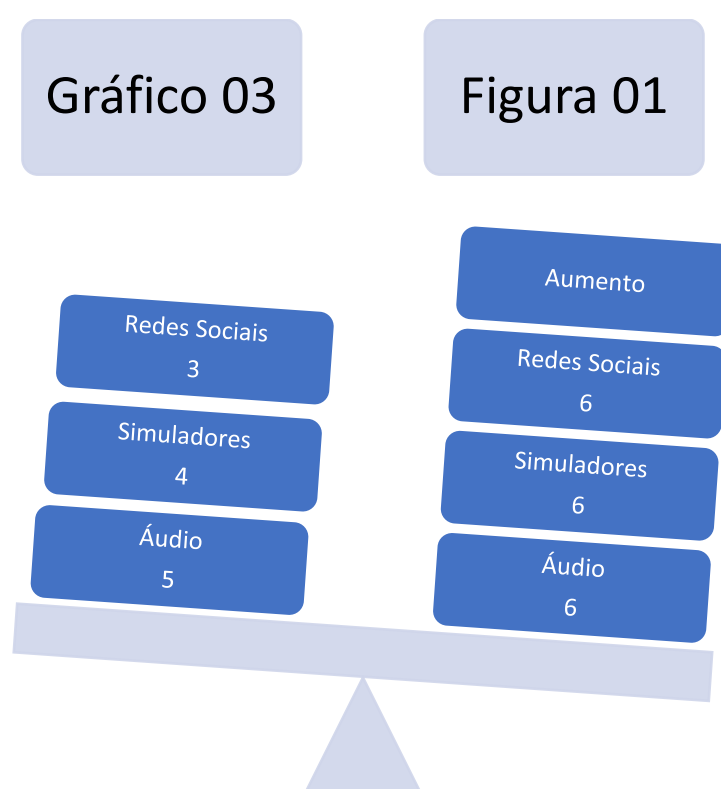 Gráfico 03
Figura 01
Redes Sociais
3
Simuladores
4
Áudio
5
Aumento
Redes Sociais
6
Simuladores
6
Áudio
6